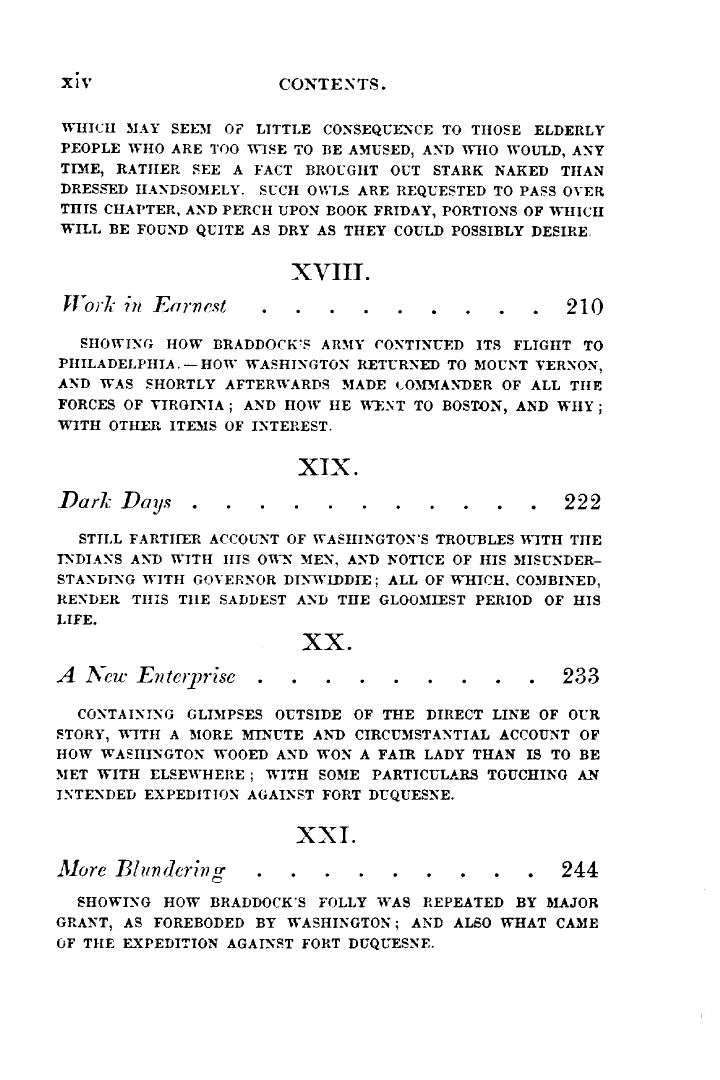 xiv CONTENTS.
WHICH MAY SEEM OF LITTLE CONSEQUENCE TO THOSE ELDERLY
PEOPLE WHO ARE TOO WISE TO BE AMUSED, AND WHO WOULD, ANY
TIME, RATHER SEE A FACT BROUGHT OUT STARK NAKED THAN
DRESSED HANDSOMELY. SUCH OWLS ARE REQUESTED TO PASS OVER
THIS CHAPTER, AND PERCH UPON BOOK FRIDAY, PORTIONS OF WHICH
WILL BE FOUND QUITE AS DRY AS THEY COULD POSSIBLY DESIRE.
XVIII.
Work in Earnest . . . . . . . . . 210
SHOWING HOW BRADDOCK'S ARMY CONTINUED ITS FLIGHT TO
PHILADELPHIA.—HOW WASHINGTON RETURNED TO MOUNT VERNON,
AND WAS SHORTLY AFTERWARDS MADE COMMANDER OF ALL THE
FORCES OF VIRGINIA; AND HOW HE WENT TO BOSTON, AND WHY;
WITH OTHER ITEMS OF INTEREST.
XIX.
Dark Days . . . . . . . . . . . 222
STILL FARTHER ACCOUNT OF WASHINGTON'S TROUBLES WITH THE
INDIANS AND WITH HIS OWN MEN, AND NOTICE OF HIS MISUNDER-
STANDING WITH GOVERNOR DINWIDDIE; ALL OF WHICH, COMBINED,
RENDER THIS THE SADDEST AND THE GLOOMIEST PERIOD OF HIS
LIFE.
XX.
A New Enterprise . . . . . . . . . 233
CONTAINING GLIMPSES OUTSIDE OF THE DIRECT LINE OF OUR
STORY, WITH A MORE MINUTE AND CIRCUMSTANTIAL ACCOUNT OF
HOW WASHINGTON WOOED AND WON A FAIR LADY THAN IS TO BE
MET WITH ELSEWHERE; WITH SOME PARTICULARS TOUCHING AN
INTENDED EXPEDITION AGAINST FORT DUQUESNE.
XXI.
More Blundering . . . . . . . . . 244
SHOWING HOW BRADDOCK'S FOLLY WAS REPEATED BY MAJOR
GRANT, AS FOREBODED BY WASHINGTON; AND ALSO WHAT CAME
OF THE EXPEDITION AGAINST FORT DUQUESNE.